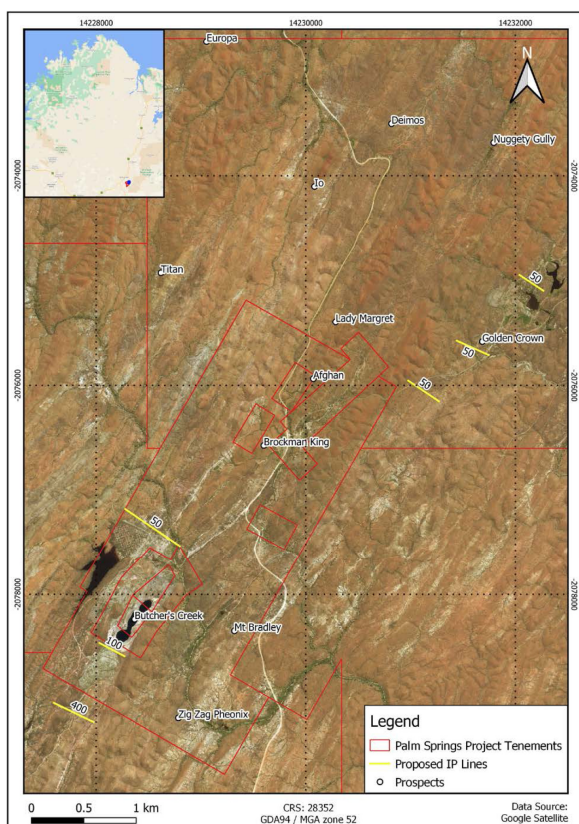 14228000
14230000
14232000
Europa
N
Deimos
Nuggety Gully
-2074000
-2074000
Io
Titan
50
Lady Margret
Golden Crown
50
Afghan
-2076000
-2076000
50
Brockman King
50
-2078000
-2078000
Butcher's Creek
Mt Bradley
100
400
Zig Zag Pheonix
Legend
Palm Springs Project Tenements
Proposed IP Lines
Prospects
0 0.5 1 km
CRS: 28352
GDA94 / MGA zone 52
Data Source:
Google Satellite